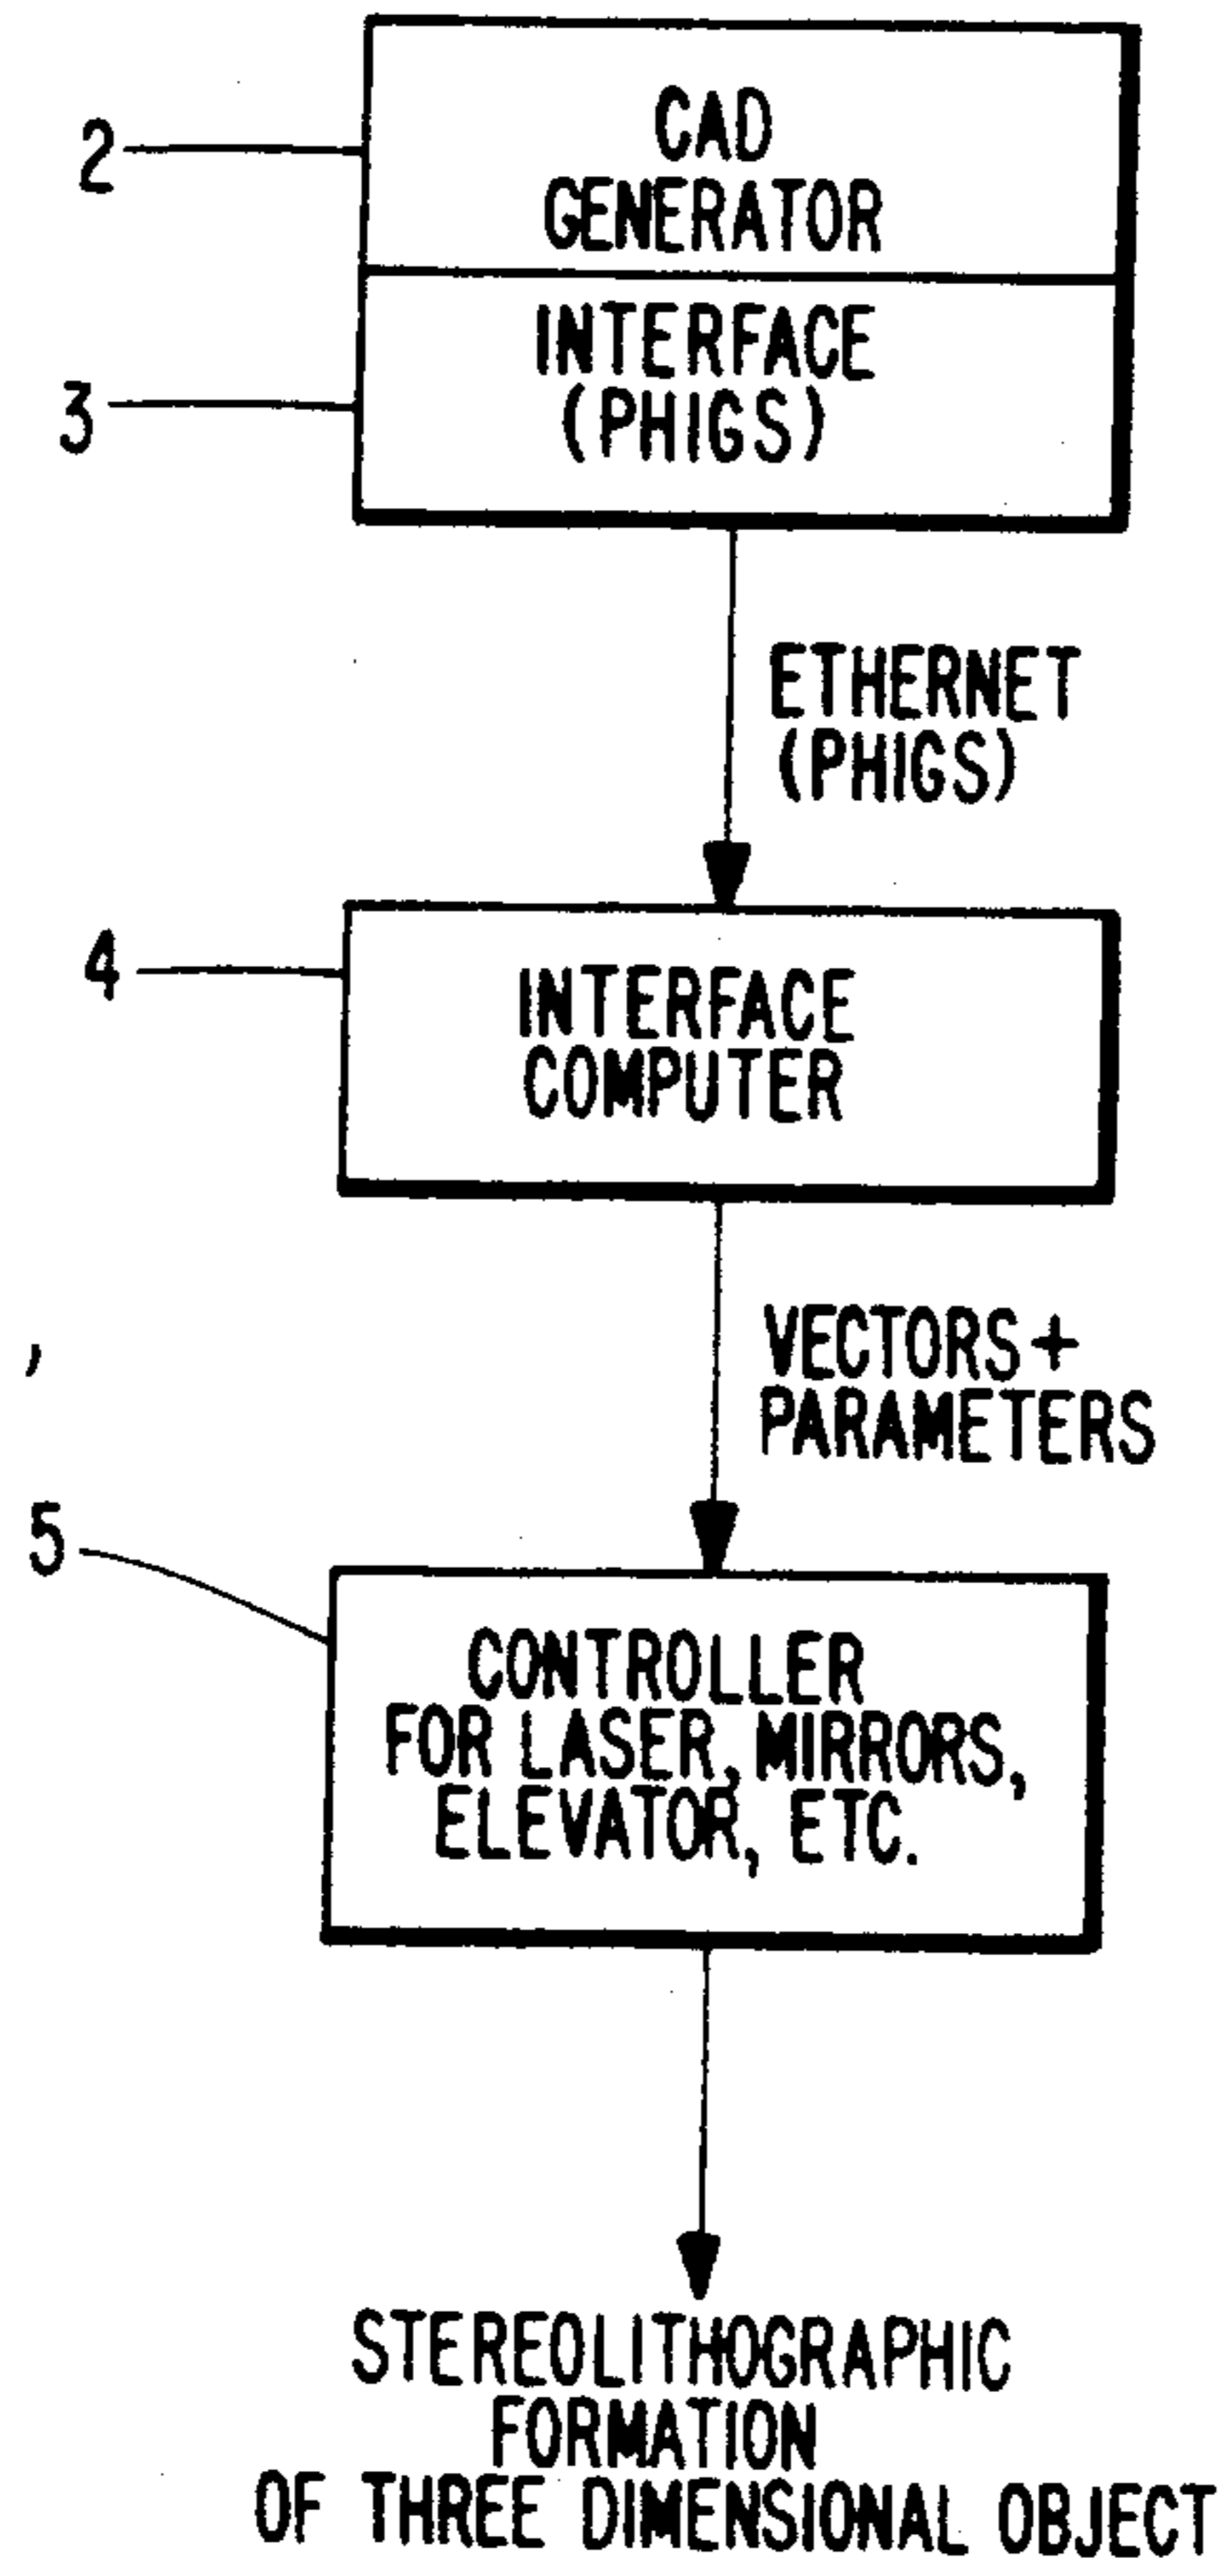 2
CAD
GENERATOR
3
INTERFACE
(PHIGS)
ETHERNET
(PHIGS)
4
INTERFACE
COMPUTER
VECTORS +
PARAMETERS
5
CONTROLLER
FOR LASER, MIRRORS,
ELEVATOR, ETC.
STEREOLITHOGRAPHIC
FORMATION
OF THREE DIMENSIONAL OBJECT